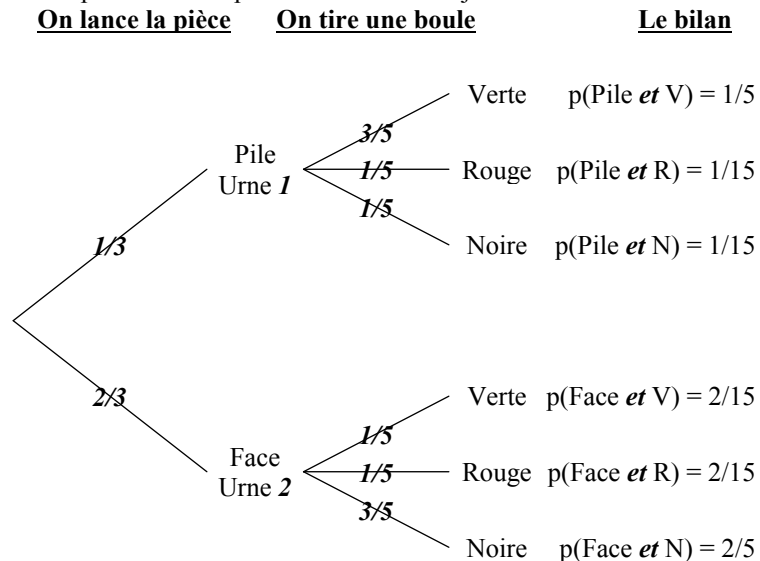 On lance la pièce On tire une boule Le bilan
Verte p(Pile et V) = 1/5
3/5
Pile
Urne 1
1/5
Rouge p(Pile et R) = 1/15
1/5
Noire p(Pile et N) = 1/15
1/3
2/3
Verte p(Face et V) = 2/15
1/5
Face
Urne 2
1/5
Rouge p(Face et R) = 2/15
3/5
Noire p(Face et N) = 2/5